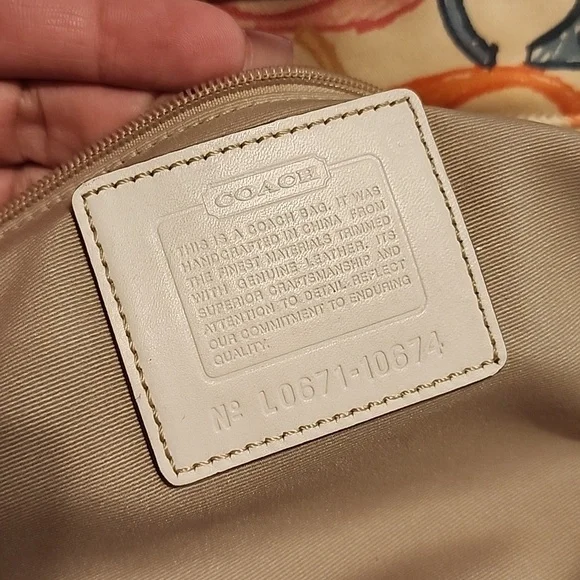 COACH
THIS IS A COACH BAG. IT WAS
HANDCRAFTED IN CHINA FROM
THE FINEST MATERIALS TRIMMED
WITH GENUINE LEATHER. ITS
SUPERIOR CRAFTSMANSHIP AND
ATTENTION TO DETAIL REFLECT
OUR COMMITMENT TO ENDURING
QUALITY.
Nº L0671-10674